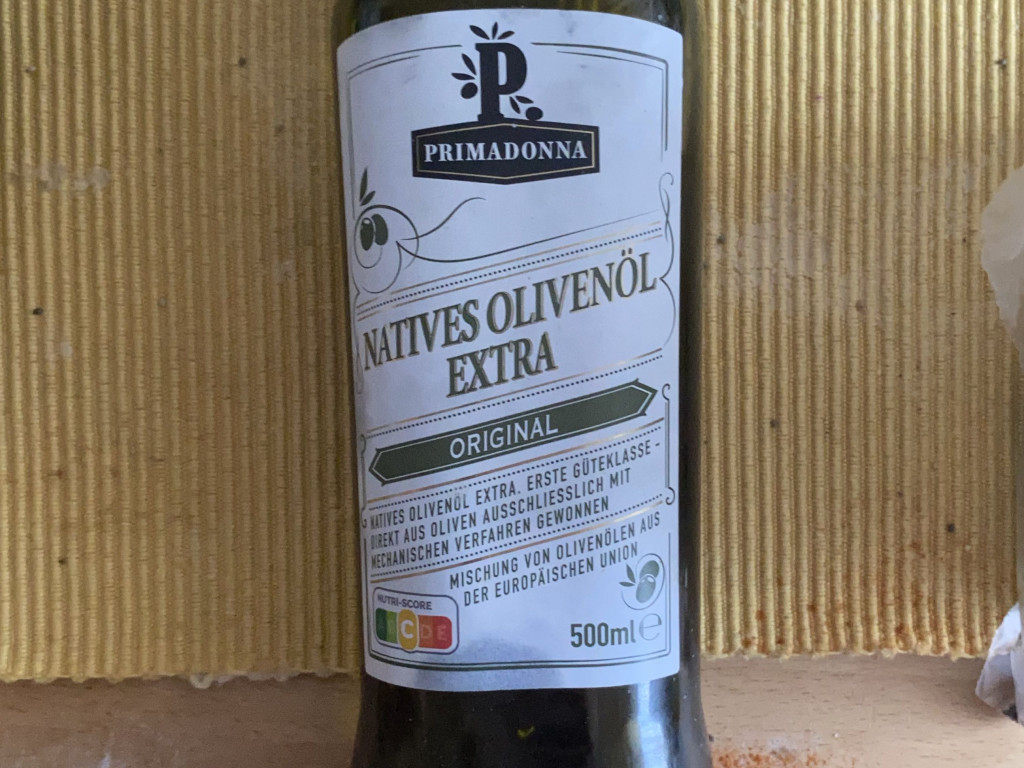 P
PRIMADONNA
NATIVES OLIVENÖL
EXTRA
ORIGINAL
NATIVES OLIVENÖL EXTRA. ERSTE GÜTEKLASSE -
DIREKT AUS OLIVEN AUSSCHLIESSLICH MIT
MECHANISCHEN VERFAHREN GEWONNEN
MISCHUNG VON OLIVENÖLEN AUS
DER EUROPÄISCHEN UNION
NUTRI-SCORE
A B C D E
500ml e